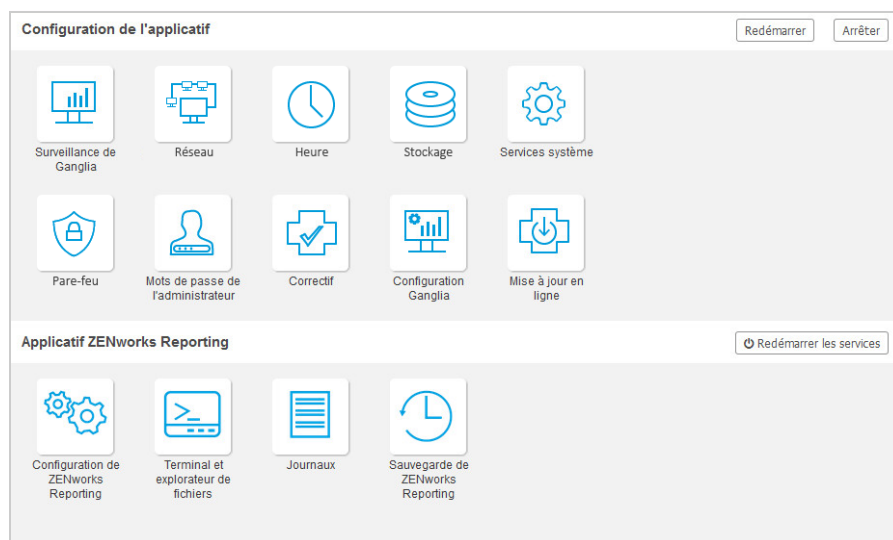 Configuration de l'applicatif
Redémarrer
Arrêter
Surveillance de
Ganglia
Réseau
Heure
Stockage
Services système
Pare-feu
Mots de passe de
l'administrateur
Correctif
Configuration
Ganglia
Mise à jour en
ligne
Applicatif ZENworks Reporting
Redémarrer les services
Configuration de
ZENworks
Reporting
Terminal et
explorateur de
fichiers
Journaux
Sauvegarde de
ZENworks
Reporting